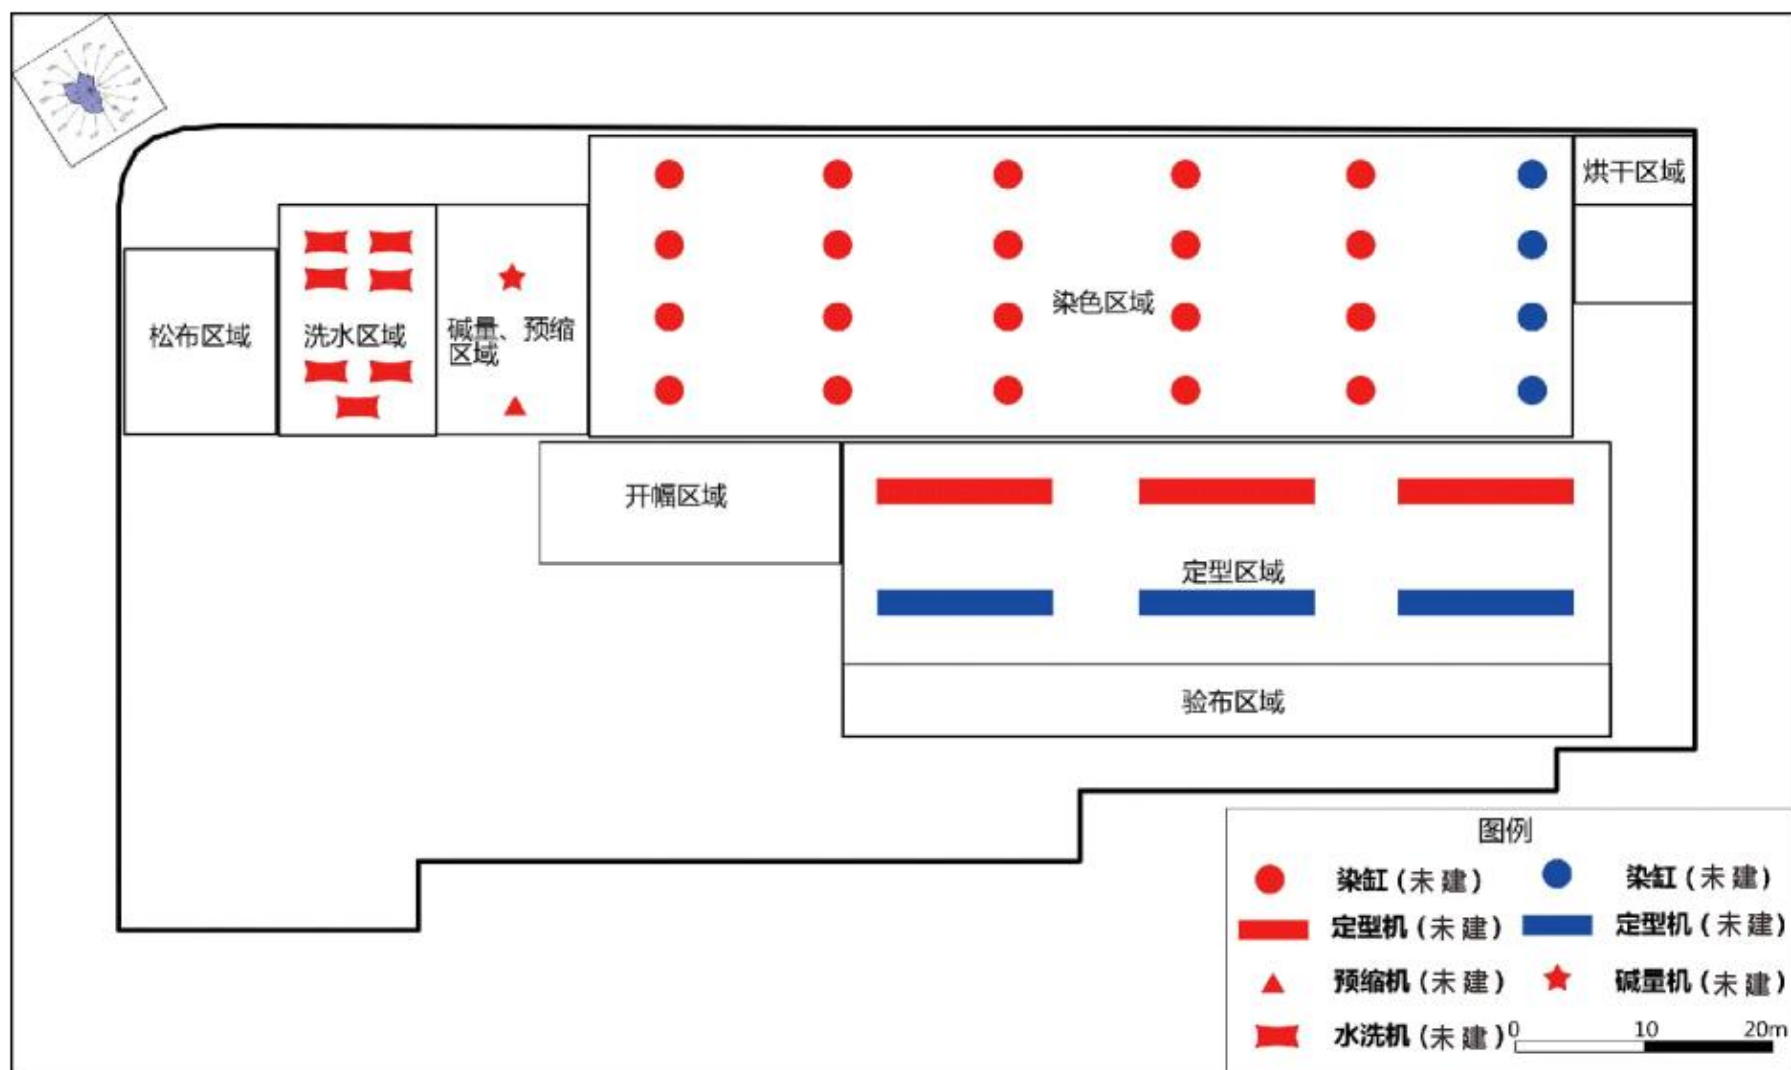 烘干区域
染色区域
松布区域
洗水区域
碱量、预缩
区域
开幅区域
定型区域
验布区域
图例
染缸(未建)
染缸(未建)
定型机(未建)
定型机(未建)
预缩机(未建)
碱量机(未建)
水洗机(未建)
0 10 20m